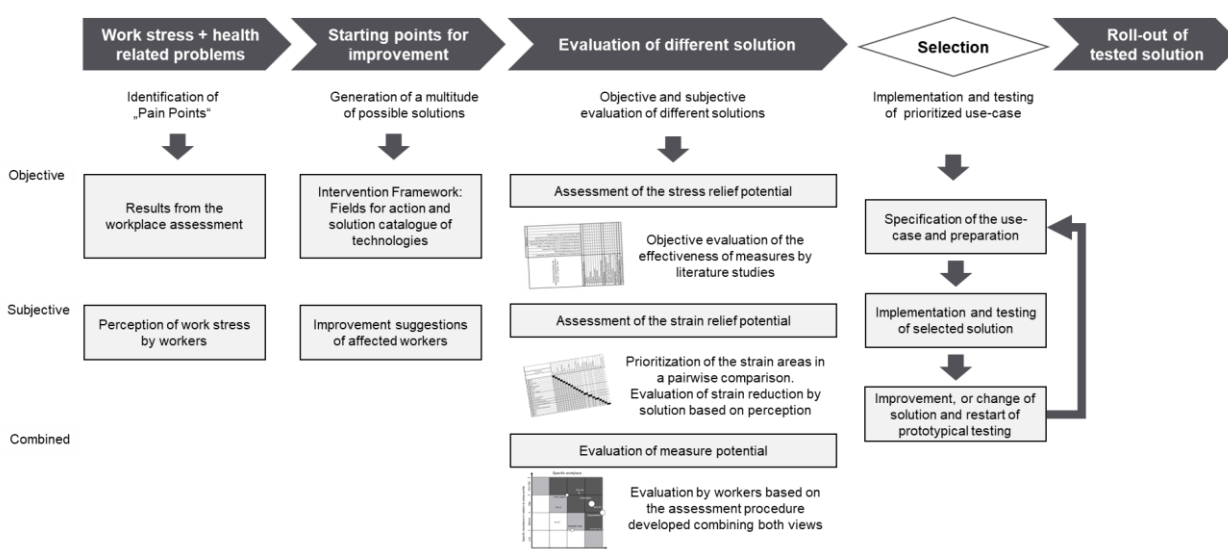 Work stress + health
related problems
Starting points for
improvement
Evaluation of different solution
Selection
Roll-out of
tested solution
Identification of
„Pain Points“
Generation of a multitude
of possible solutions
Objective and subjective
evaluation of different solutions
Implementation and testing
of prioritized use-case
Objective
Results from the
workplace assessment
Intervention Framework:
Fields for action and
solution catalogue of
technologies
Assessment of the stress relief potential
Objective evaluation of the
effectiveness of measures by
literature studies
Specification of the use-
case and preparation
Subjective
Perception of work stress
by workers
Improvement suggestions
of affected workers
Assessment of the strain relief potential
Prioritization of the strain areas in
a pairwise comparison.
Evaluation of strain reduction by
solution based on perception
Implementation and testing
of selected solution
Improvement, or change of
solution and restart of
prototypical testing
Combined
Evaluation of measure potential
Specific workplace
Evaluation by workers based on
the assessment procedure
developed combining both views